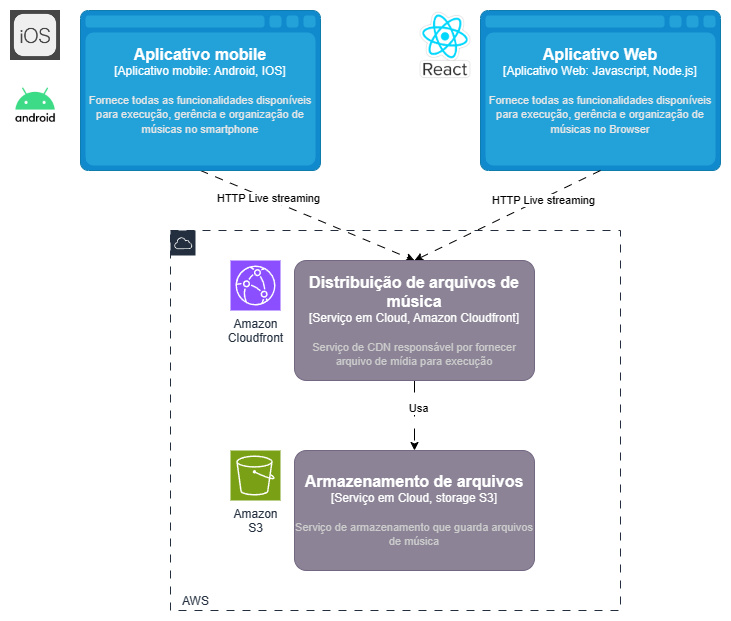 iOS
android
Aplicativo mobile
[Aplicativo mobile: Android, IOS]
Fornece todas as funcionalidades disponíveis
para execução, gerência e organização de
músicas no smartphone
React
Aplicativo Web
[Aplicativo Web: Javascript, Node.js]
Fornece todas as funcionalidades disponíveis
para execução, gerência e organização de
músicas no Browser
HTTP Live streaming
HTTP Live streaming
Amazon
Cloudfront
Distribuição de arquivos de
música
[Serviço em Cloud, Amazon Cloudfront]
Serviço de CDN responsável por fornecer
arquivo de mídia para execução
Usa
Amazon
S3
Armazenamento de arquivos
[Serviço em Cloud, storage S3]
Serviço de armazenamento que guarda arquivos
de música
AWS